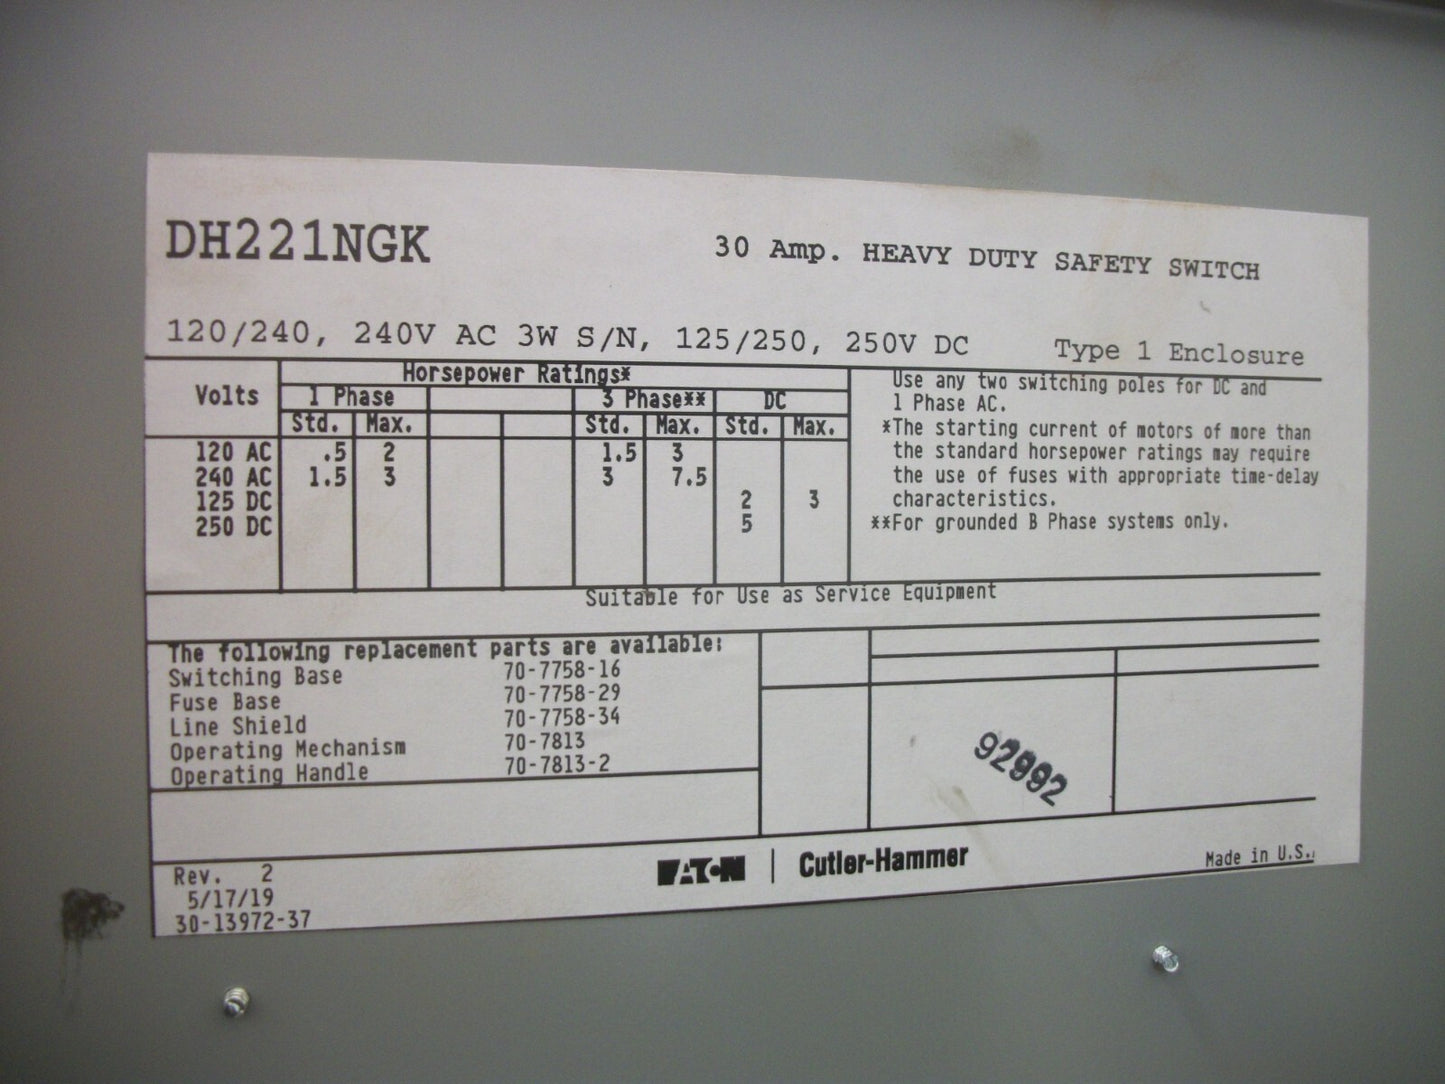 DH221NGK
30 Amp. HEAVY DUTY SAFETY SWITCH
120/240, 240V AC 3W S/N, 125/250, 250V DC
Type 1 Enclosure
Volts
Horsepower Ratings*
1 Phase 3 Phase** DC
Std. Max. Std. Max. Std. Max.
120 AC .5 2 1.5 3
240 AC 1.5 3 3 7.5
125 DC 2 3
250 DC 5
Use any two switching poles for DC and
1 Phase AC.
*The starting current of motors of more than
the standard horsepower ratings may require
the use of fuses with appropriate time-delay
characteristics.
**For grounded B Phase systems only.
Suitable for Use as Service Equipment
The following replacement parts are available:
Switching Base 70-7758-16
Fuse Base 70-7758-29
Line Shield 70-7758-34
Operating Mechanism 70-7813
Operating Handle 70-7813-2
92992
Rev. 2
5/17/19
30-13972-37
EATON | Cutler-Hammer
Made in U.S.